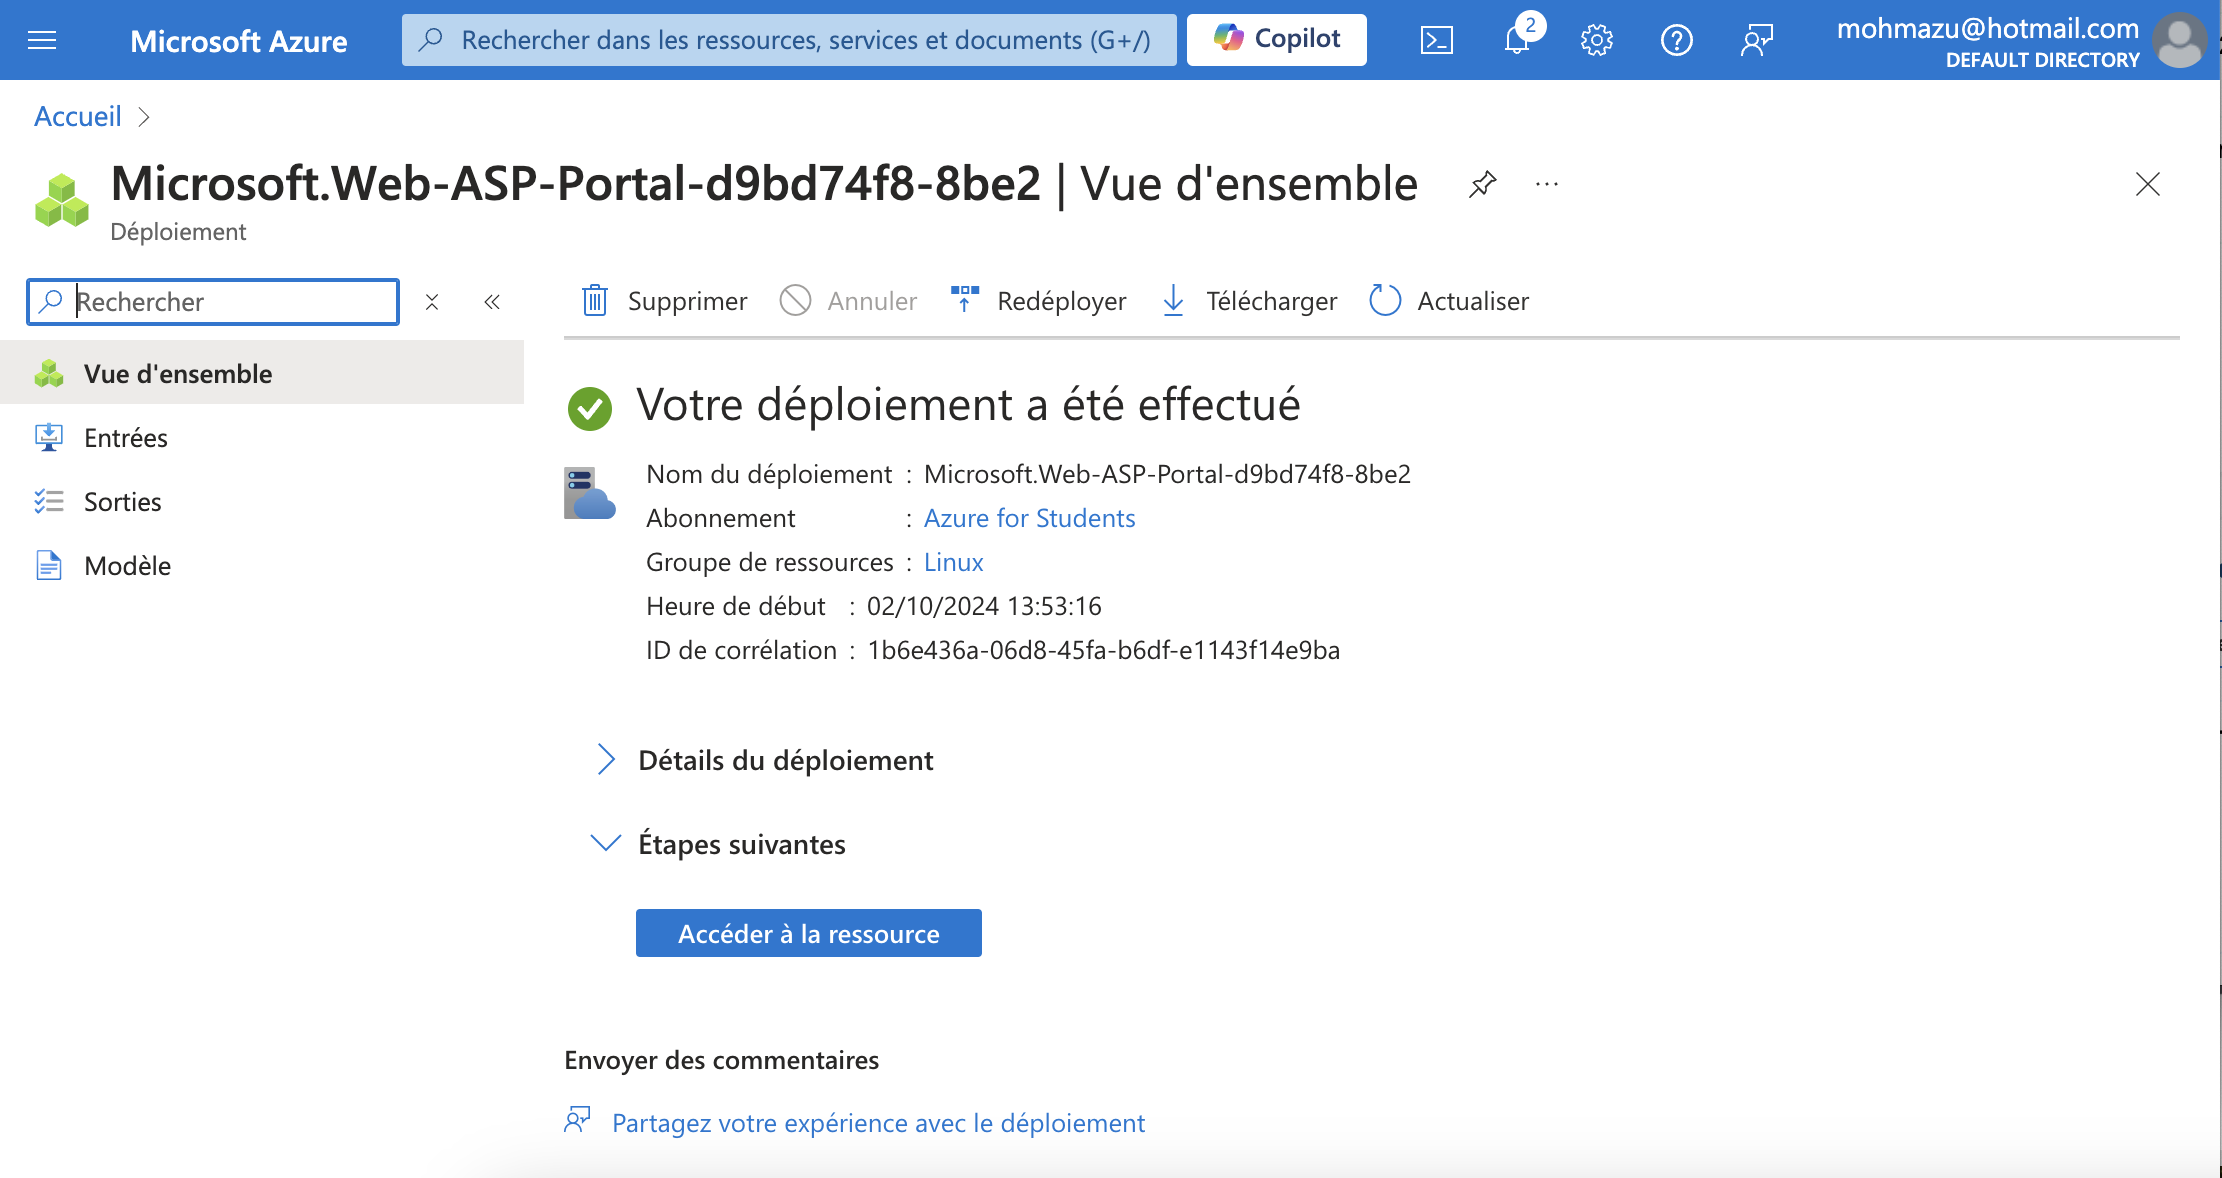 Microsoft Azure
Rechercher dans les ressources, services et documents (G+/)
Copilot
2
mohmazu@hotmail.com
DEFAULT DIRECTORY
Accueil
Microsoft.Web-ASP-Portal-d9bd74f8-8be2 | Vue d'ensemble
Déploiement
Rechercher
Supprimer
Annuler
Redéployer
Télécharger
Actualiser
Vue d'ensemble
Entrées
Sorties
Modèle
Votre déploiement a été effectué
Nom du déploiement : Microsoft.Web-ASP-Portal-d9bd74f8-8be2
Abonnement : Azure for Students
Groupe de ressources : Linux
Heure de début : 02/10/2024 13:53:16
ID de corrélation : 1b6e436a-06d8-45fa-b6df-e1143f14e9ba
Détails du déploiement
Étapes suivantes
Accéder à la ressource
Envoyer des commentaires
Partagez votre expérience avec le déploiement